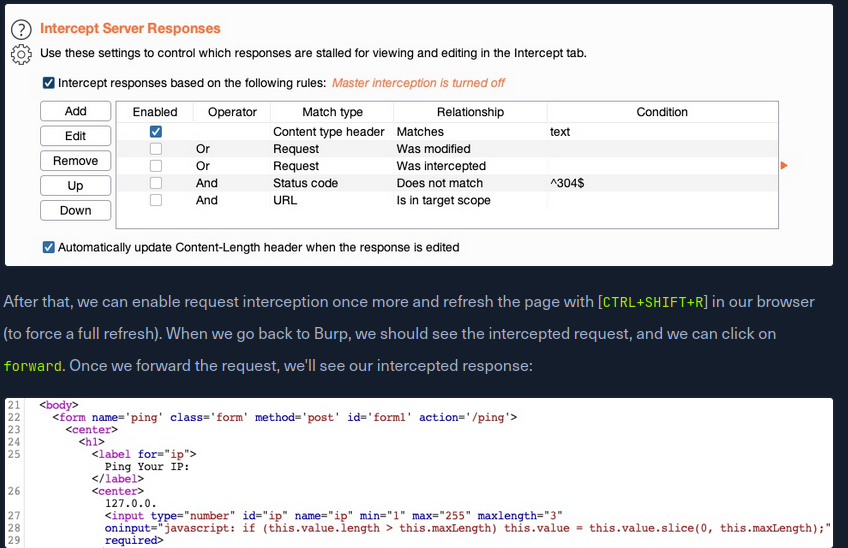 Intercept Server Responses
Use these settings to control which responses are stalled for viewing and editing in the Intercept tab.
Intercept responses based on the following rules: Master interception is turned off
Add
Edit
Remove
Up
Down
Enabled Operator Match type Relationship Condition
Content type header Matches text
Or Request Was modified
Or Request Was intercepted
And Status code Does not match ^304$
And URL Is in target scope
Automatically update Content-Length header when the response is edited
After that, we can enable request interception once more and refresh the page with [CTRL+SHIFT+R] in our browser
(to force a full refresh). When we go back to Burp, we should see the intercepted request, and we can click on
forward. Once we forward the request, we'll see our intercepted response:
21 <body>
22 <form name='ping' class='form' method='post' id='form1' action='/ping'>
23 <center>
24 <h1>
25 <label for="ip">
Ping Your IP:
</label>
26 <center>
127.0.0.
27 <input type="number" id="ip" name="ip" min="1" max="255" maxlength="3"
28 oninput="javascript: if (this.value.length > this.maxLength) this.value = this.value.slice(0, this.maxLength);"
29 required>